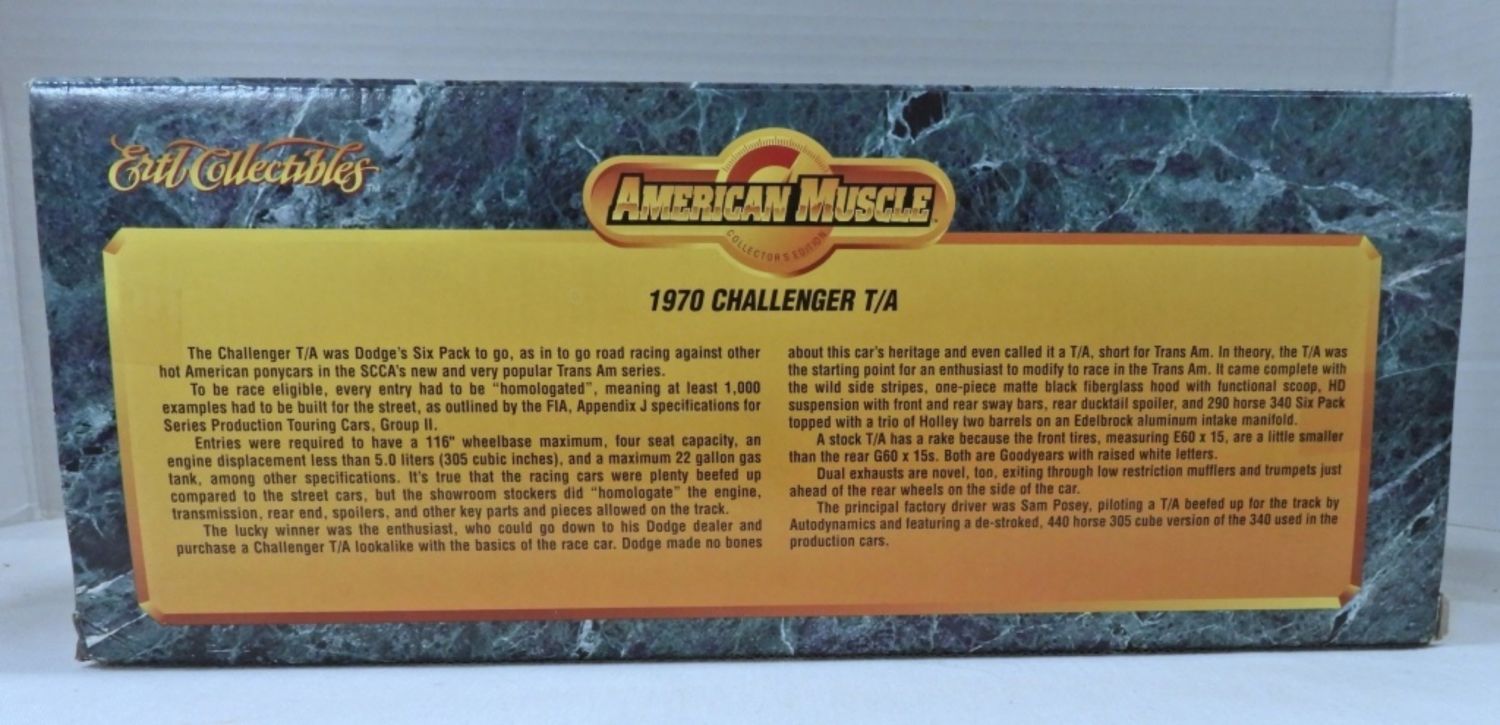 Ertl Collectibles™
AMERICAN MUSCLE™
COLLECTOR'S EDITION
1970 CHALLENGER T/A
The Challenger T/A was Dodge's Six Pack to go, as in to go road racing against other
hot American ponycars in the SCCA's new and very popular Trans Am series.
To be race eligible, every entry had to be "homologated", meaning at least 1,000
examples had to be built for the street, as outlined by the FIA, Appendix J specifications for
Series Production Touring Cars, Group II.
Entries were required to have a 116" wheelbase maximum, four seat capacity, an
engine displacement less than 5.0 liters (305 cubic inches), and a maximum 22 gallon gas
tank, among other specifications. It's true that the racing cars were plenty beefed up
compared to the street cars, but the showroom stockers did "homologate" the engine,
transmission, rear end, spoilers, and other key parts and pieces allowed on the track.
The lucky winner was the enthusiast, who could go down to his Dodge dealer and
purchase a Challenger T/A lookalike with the basics of the race car. Dodge made no bones
about this car's heritage and even called it a T/A, short for Trans Am. In theory, the T/A was
the starting point for an enthusiast to modify to race in the Trans Am. It came complete with
the wild side stripes, one-piece matte black fiberglass hood with functional scoop, HD
suspension with front and rear sway bars, rear ducktail spoiler, and 290 horse 340 Six Pack
topped with a trio of Holley two barrels on an Edelbrock aluminum intake manifold.
A stock T/A has a rake because the front tires, measuring E60 x 15, are a little smaller
than the rear G60 x 15s. Both are Goodyears with raised white letters.
Dual exhausts are novel, too, exiting through low restriction mufflers and trumpets just
ahead of the rear wheels on the side of the car.
The principal factory driver was Sam Posey, piloting a T/A beefed up for the track by
Autodynamics and featuring a de-stroked, 440 horse 305 cube version of the 340 used in the
production cars.